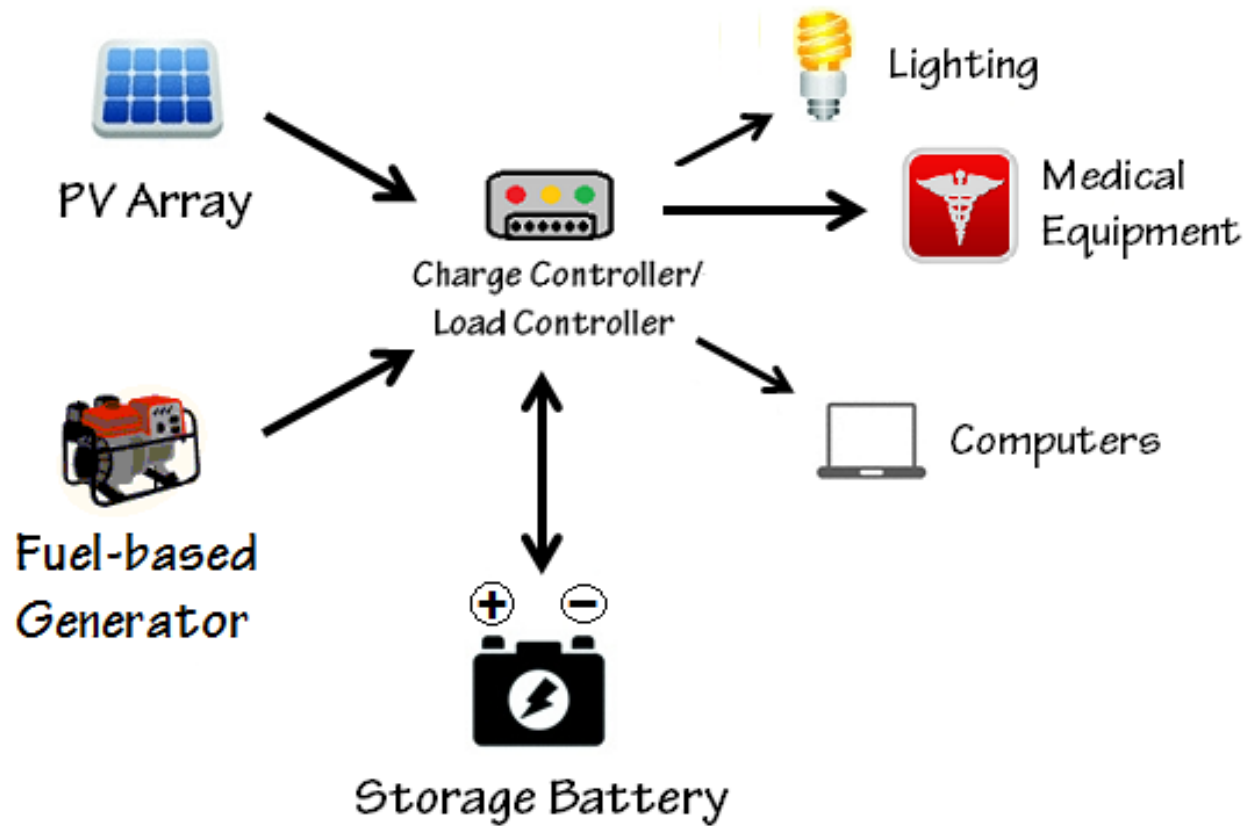 PV Array
Lighting
Medical
Equipment
Charge Controller/
Load Controller
Computers
Fuel-based
Generator
+ −
Storage Battery